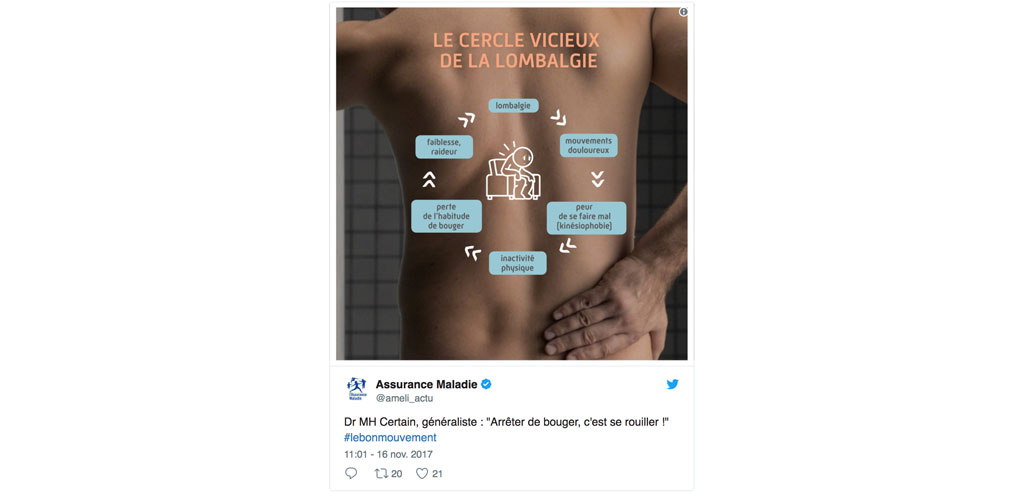 LE CERCLE VICIEUX
DE LA LOMBALGIE
lombalgie
mouvements
douloureux
peur
de se faire mal
[kinésiophobie]
inactivité
physique
perte
de l'habitude
de bouger
faiblesse,
raideur
Assurance Maladie
@ameli_actu
l'Assurance
Maladie
Dr MH Certain, généraliste : "Arrêter de bouger, c'est se rouiller !"
#lebonmouvement
11:01 - 16 nov. 2017
20 21